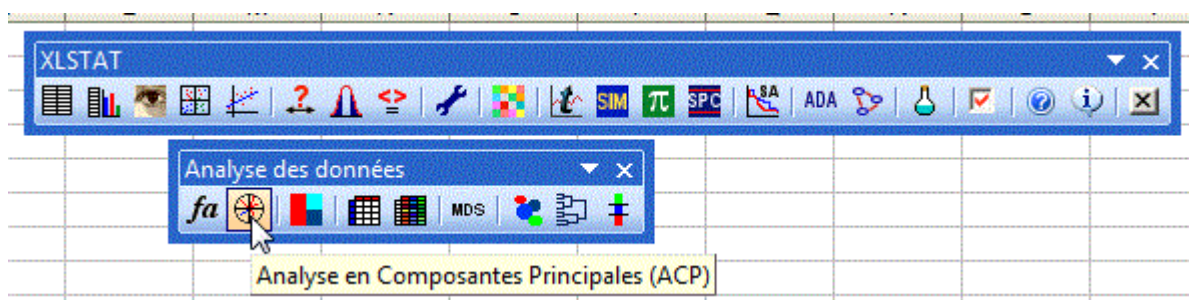 XLSTAT
SIM π SPC SA ADA
Analyse des données
fa MDS
Analyse en Composantes Principales (ACP)